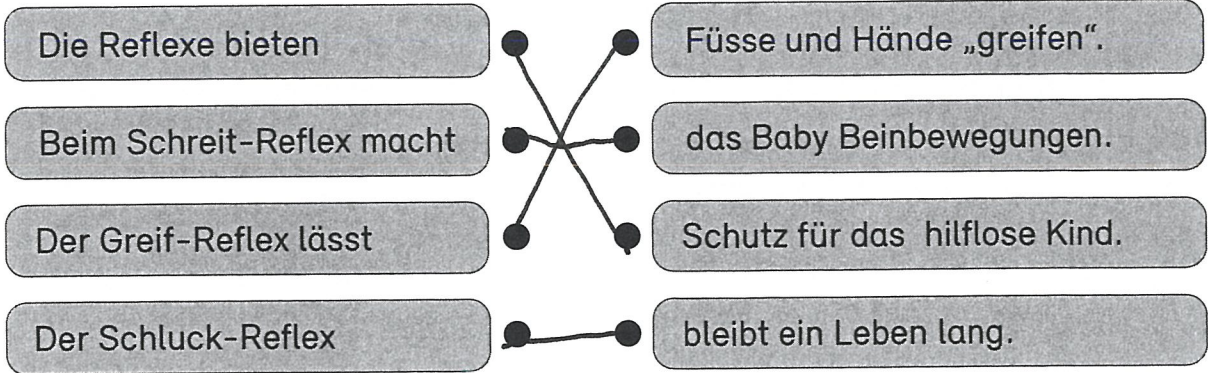 Die Reflexe bieten
Füsse und Hände „greifen“.
Beim Schreit-Reflex macht
das Baby Beinbewegungen.
Der Greif-Reflex lässt
Schutz für das hilflose Kind.
Der Schluck-Reflex
bleibt ein Leben lang.